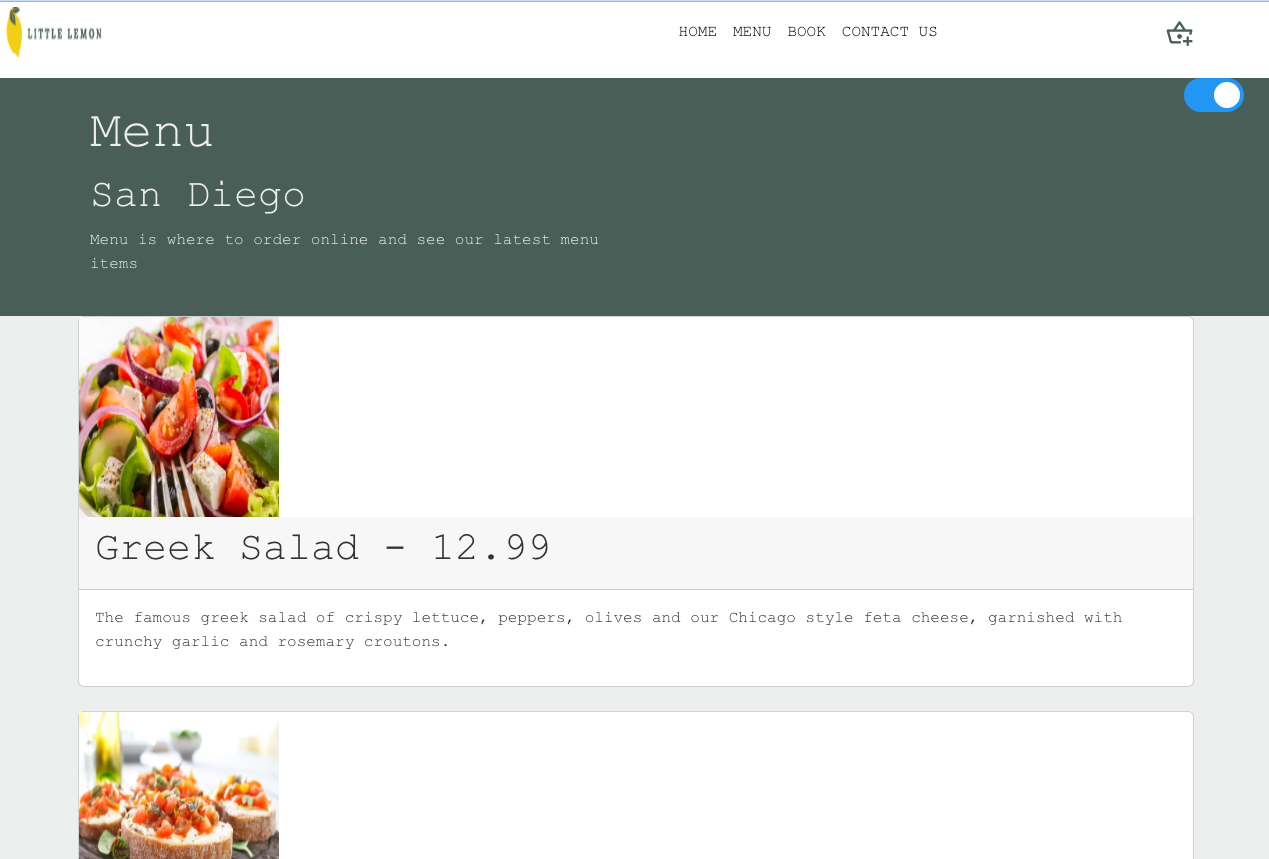 LITTLE LEMON
HOME MENU BOOK CONTACT US
Menu
San Diego
Menu is where to order online and see our latest menu
items
Greek Salad - 12.99
The famous greek salad of crispy lettuce, peppers, olives and our Chicago style feta cheese, garnished with
crunchy garlic and rosemary croutons.